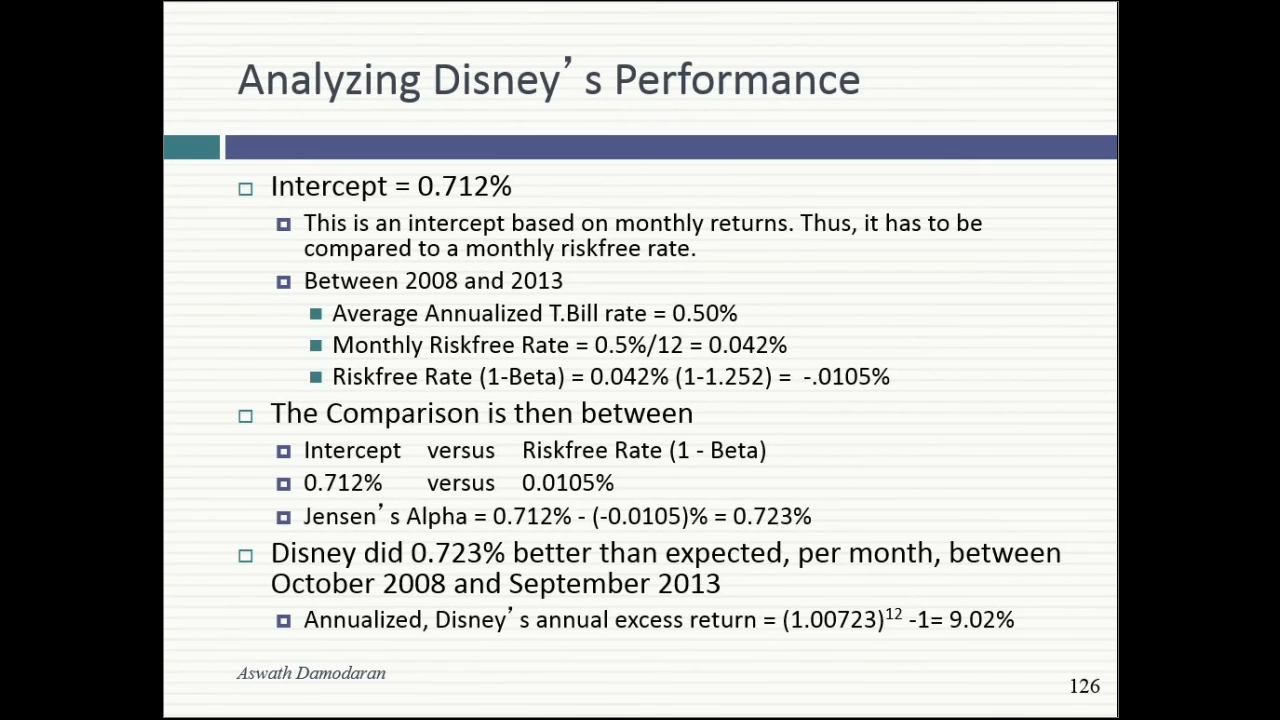 Analyzing Disney’s Performance
Intercept = 0.712%
This is an intercept based on monthly returns. Thus, it has to be
compared to a monthly riskfree rate.
Between 2008 and 2013
Average Annualized T.Bill rate = 0.50%
Monthly Riskfree Rate = 0.5%/12 = 0.042%
Riskfree Rate (1-Beta) = 0.042% (1-1.252) = -.0105%
The Comparison is then between
Intercept versus Riskfree Rate (1 - Beta)
0.712% versus 0.0105%
Jensen’s Alpha = 0.712% - (-0.0105)% = 0.723%
Disney did 0.723% better than expected, per month, between
October 2008 and September 2013
Annualized, Disney’s annual excess return = (1.00723)¹² -1= 9.02%
Aswath Damodaran
126